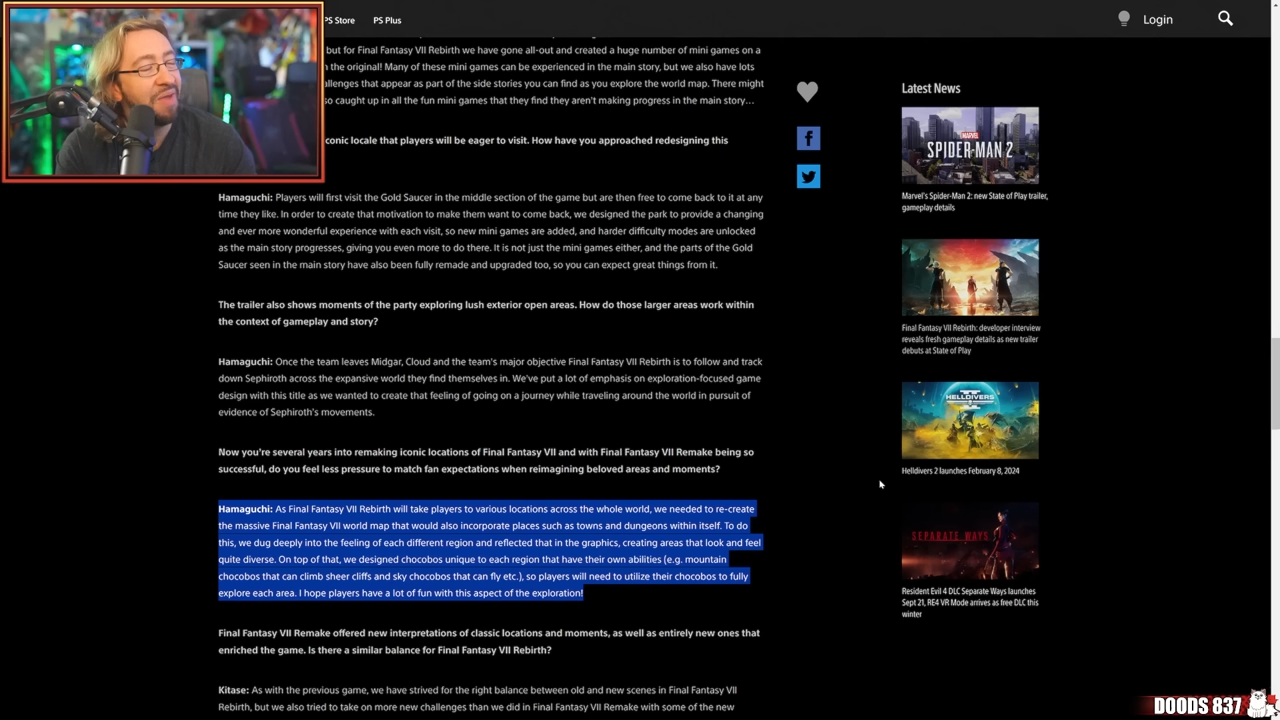 PS Store
PS Plus
Login
but for Final Fantasy VII Rebirth we have gone all-out and created a huge number of mini games on a
n the original! Many of these mini games can be experienced in the main story, but we also have lots
allenges that appear as part of the side stories you can find as you explore the world map. There might
so caught up in all the fun mini games that they find they aren't making progress in the main story…
conic locale that players will be eager to visit. How have you approached redesigning this
Hamaguchi: Players will first visit the Gold Saucer in the middle section of the game but are then free to come back to it at any
time they like. In order to create that motivation to make them want to come back, we designed the park to provide a changing
and ever more wonderful experience with each visit, so new mini games are added, and harder difficulty modes are unlocked
as the main story progresses, giving you even more to do there. It is not just the mini games either, and the parts of the Gold
Saucer seen in the main story have also been fully remade and upgraded too, so you can expect great things from it.
The trailer also shows moments of the party exploring lush exterior open areas. How do those larger areas work within
the context of gameplay and story?
Hamaguchi: Once the team leaves Midgar, Cloud and the team's major objective Final Fantasy VII Rebirth is to follow and track
down Sephiroth across the expansive world they find themselves in. We've put a lot of emphasis on exploration-focused game
design with this title as we wanted to create that feeling of going on a journey while traveling around the world in pursuit of
evidence of Sephiroth's movements.
Now you're several years into remaking iconic locations of Final Fantasy VII and with Final Fantasy VII Remake being so
successful, do you feel less pressure to match fan expectations when reimagining beloved areas and moments?
Hamaguchi: As Final Fantasy VII Rebirth will take players to various locations across the whole world, we needed to re-create
the massive Final Fantasy VII world map that would also incorporate places such as towns and dungeons within itself. To do
this, we dug deeply into the feeling of each different region and reflected that in the graphics, creating areas that look and feel
quite diverse. On top of that, we designed chocobos unique to each region that have their own abilities (e.g. mountain
chocobos that can climb sheer cliffs and sky chocobos that can fly etc.), so players will need to utilize their chocobos to fully
explore each area. I hope players have a lot of fun with this aspect of the exploration!
Final Fantasy VII Remake offered new interpretations of classic locations and moments, as well as entirely new ones that
enriched the game. Is there a similar balance for Final Fantasy VII Rebirth?
Kitase: As with the previous game, we have strived for the right balance between old and new scenes in Final Fantasy VII
Rebirth, but we also tried to take on more new challenges than we did in Final Fantasy VII Remake with some of the new
Latest News
MARVEL
SPIDER-MAN 2
Marvel's Spider-Man 2: new State of Play trailer,
gameplay details
Final Fantasy VII Rebirth: developer interview
reveals fresh gameplay details as new trailer
debuts at State of Play
HELLDIVERS
II
Helldivers 2 launches February 8, 2024
SEPARATE WAYS
Resident Evil 4 DLC Separate Ways launches
Sept 21, RE4 VR Mode arrives as free DLC this
winter
DOODS 837